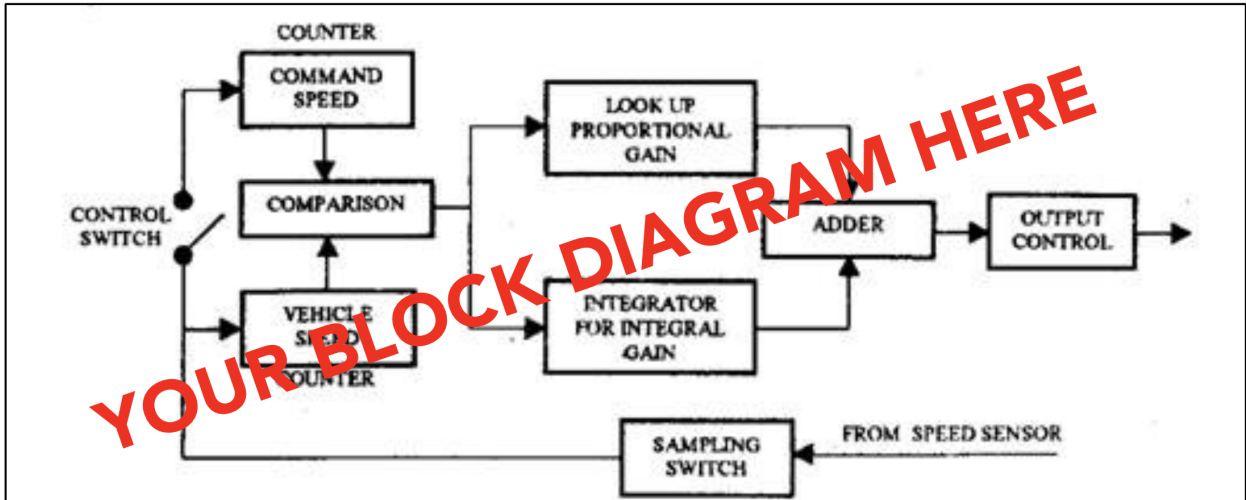 COUNTER
COMMAND
SPEED
CONTROL
SWITCH
COMPARISON
VEHICLE
SPEED
COUNTER
LOOK UP
PROPORTIONAL
GAIN
INTEGRATOR
FOR INTEGRAL
GAIN
ADDER
OUTPUT
CONTROL
SAMPLING
SWITCH
FROM SPEED SENSOR
YOUR BLOCK DIAGRAM HERE